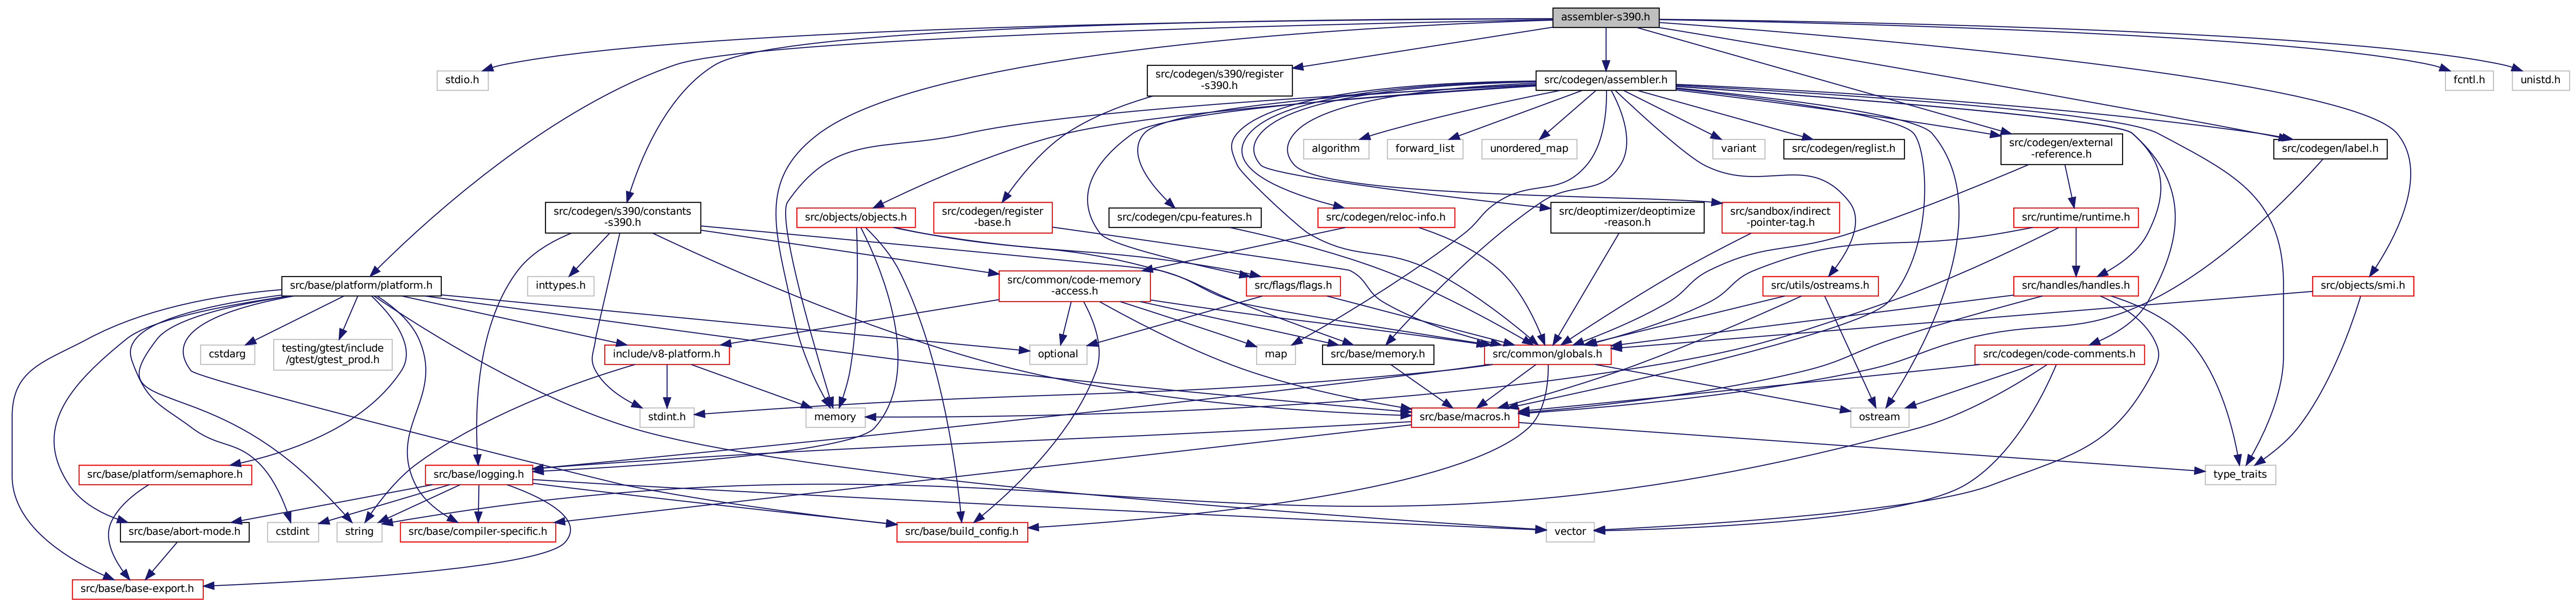 assembler-s390.h
stdio.h
src/codegen/s390/register
-s390.h
src/codegen/assembler.h
fcntl.h
unistd.h
algorithm
forward_list
unordered_map
variant
src/codegen/reglist.h
src/codegen/external
-reference.h
src/codegen/label.h
src/codegen/s390/constants
-s390.h
src/objects/objects.h
src/codegen/register
-base.h
src/codegen/cpu-features.h
src/codegen/reloc-info.h
src/deoptimizer/deoptimize
-reason.h
src/sandbox/indirect
-pointer-tag.h
src/runtime/runtime.h
src/base/platform/platform.h
inttypes.h
src/common/code-memory
-access.h
src/flags/flags.h
src/utils/ostreams.h
src/handles/handles.h
src/objects/smi.h
cstdarg
testing/gtest/include
/gtest/gtest_prod.h
include/v8-platform.h
optional
map
src/base/memory.h
src/common/globals.h
src/codegen/code-comments.h
stdint.h
memory
src/base/macros.h
ostream
src/base/platform/semaphore.h
src/base/logging.h
type_traits
src/base/abort-mode.h
cstdint
string
src/base/compiler-specific.h
src/base/build_config.h
vector
src/base/base-export.h